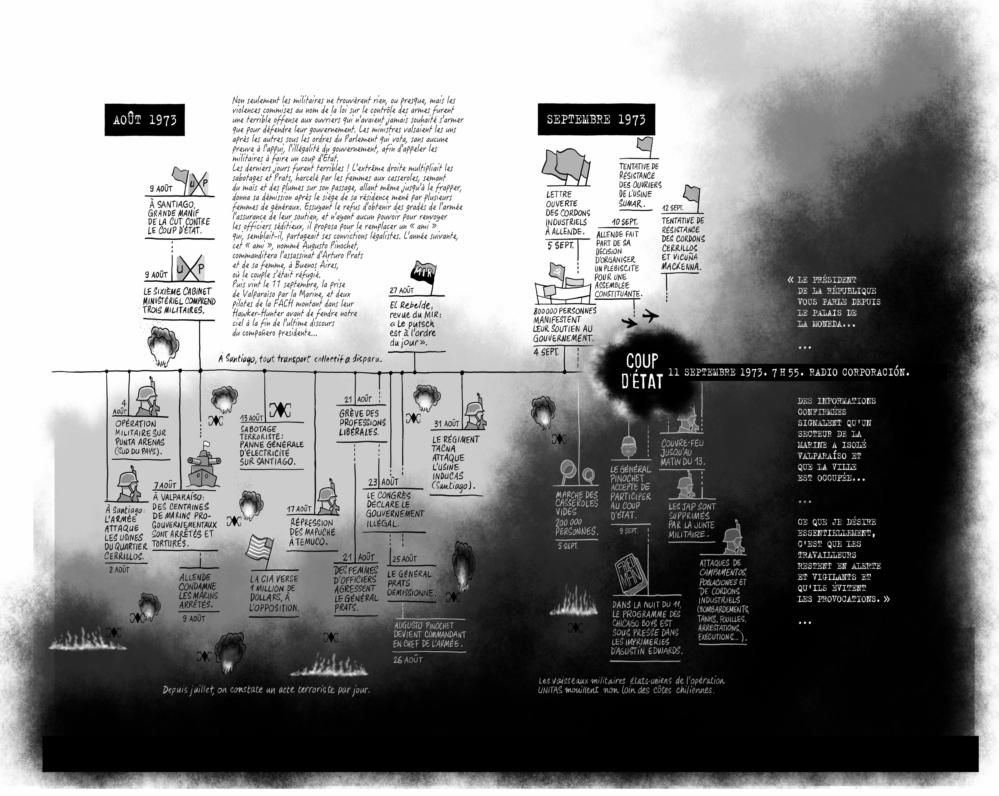 AOÛT 1973
Non seulement les militaires ne trouvèrent rien, ou presque, mais les
violences commises au nom de la loi sur le contrôle des armes furent
une terrible offense aux ouvriers qui n'avaient jamais souhaité s'armer
que pour défendre leur gouvernement. Les ministres valsaient les uns
après les autres sous les ordres du Parlement qui vota, sans aucune
preuve à l'appui, l'illégalité du gouvernement, afin d'appeler les
militaires à faire un coup d'État.
Les derniers jours furent terribles ! L'extrême droite multipliait les
sabotages et Prats, harcelé par les femmes aux casseroles, semant
du maïs et des plumes sur son passage, allant même jusqu'à le frapper,
donna sa démission après le siège de sa résidence mené par plusieurs
femmes de généraux. Essuyant le refus d'obtenir des gradés de l'armée
l'assurance de leur soutien, et n'ayant aucun pouvoir pour renvoyer
les officiers séditieux, il proposa pour le remplacer un « ami »
qui, semblait-il, partageait ses convictions légalistes. L'année suivante,
cet « ami », nommé Augusto Pinochet,
commanditera l'assassinat d'Arturo Prats
et de sa femme, à Buenos Aires,
où le couple s'était réfugié.
Puis vint le 11 septembre, la prise
de Valparaíso par la Marine, et deux
pilotes de la FACH montant dans leur
Hawker-Hunter avant de fendre notre
ciel à la fin de l'ultime discours
du compañero presidente...
9 AOÛT
UP
À SANTIAGO,
GRANDE MANIF
DE LA CUT CONTRE
LE COUP D'ÉTAT.
9 AOÛT
UP
LE SIXIÈME CABINET
MINISTÉRIEL COMPREND
TROIS MILITAIRES.
À Santiago, tout transport collectif a disparu.
MIR
27 AOÛT
El Rebelde,
revue du MIR :
« Le putsch
est à l'ordre
du jour ».
4
AOÛT
OPÉRATION
MILITAIRE SUR
PUNTA ARENAS
(SUD DU PAYS).
À Santiago :
L'ARMÉE
ATTAQUE
LES USINES
DU QUARTIER
CERRILLOS.
2 AOÛT
7 AOÛT
À VALPARAÍSO :
DES CENTAINES
DE MARINS PRO-
GOUVERNEMENTAUX
SONT ARRÊTÉS ET
TORTURÉS.
ALLENDE
CONDAMNE
LES MARINS
ARRÊTÉS.
9 AOÛT
13 AOÛT
SABOTAGE
TERRORISTE :
PANNE GÉNÉRALE
D'ÉLECTRICITÉ
SUR SANTIAGO.
LA CIA VERSE
1 MILLION DE
DOLLARS, À
L'OPPOSITION.
17 AOÛT
RÉPRESSION
DES MAPUCHE
À TEMUCO.
21 AOÛT
GRÈVE DES
PROFESSIONS
LIBÉRALES.
21 AOÛT
DES FEMMES
D'OFFICIERS
AGRESSENT
LE GÉNÉRAL
PRATS.
23 AOÛT
LE CONGRÈS
DÉCLARE LE
GOUVERNEMENT
ILLÉGAL.
25 AOÛT
LE GÉNÉRAL
PRATS
DÉMISSIONNE.
AUGUSTO PINOCHET
DEVIENT COMMANDANT
EN CHEF DE L'ARMÉE.
26 AOÛT
31 AOÛT
LE RÉGIMENT
TACNA
ATTAQUE
L'USINE
INDUCAS
(Santiago).
Depuis juillet, on constate un acte terroriste par jour.
SEPTEMBRE 1973
LETTRE
OUVERTE
DES CORDONS
INDUSTRIELS
À ALLENDE.
5 SEPT.
800 000 PERSONNES
MANIFESTENT
LEUR SOUTIEN AU
GOUVERNEMENT.
4 SEPT.
TENTATIVE DE
RÉSISTANCE
DES OUVRIERS
DE L'USINE
SUMAR.
10 SEPT.
ALLENDE FAIT
PART DE SA
DÉCISION
D'ORGANISER
UN PLÉBISCITE
POUR UNE
ASSEMBLÉE
CONSTITUANTE.
12 SEPT.
TENTATIVE DE
RÉSISTANCE
DES CORDONS
CERRILLOS
ET VICUÑA
MACKENNA.
COUP
D'ÉTAT
11 SEPTEMBRE 1973. 7 H 55. RADIO CORPORACIÓN.
MARCHE DES
CASSEROLES
VIDES
200 000
PERSONNES.
5 SEPT.
LE GÉNÉRAL
PINOCHET
ACCEPTE DE
PARTICIPER
AU COUP
D'ÉTAT.
9 SEPT.
COUVRE-FEU
JUSQU'AU
MATIN DU 13.
LES JAP SONT
SUPPRIMÉS
PAR LA JUNTE
MILITAIRE.
FRIED
MAN
DANS LA NUIT DU 11,
LE PROGRAMME DES
CHICAGO BOYS EST
SOUS PRESSE DANS
LES IMPRIMERIES
D'AGUSTÍN EDWARDS.
ATTAQUES DE
CAMPAMENTOS,
POBLACIONES ET
DE CORDONS
INDUSTRIELS
(BOMBARDEMENTS,
TANKS, FOUILLES,
ARRESTATIONS,
EXÉCUTIONS...).
Les vaisseaux militaires états-uniens de l'opération
UNITAS mouillent non loin des côtes chiliennes.
« LE PRÉSIDENT
DE LA RÉPUBLIQUE
VOUS PARLE DEPUIS
LE PALAIS DE
LA MONEDA...
...
DES INFORMATIONS
CONFIRMÉES
SIGNALENT QU'UN
SECTEUR DE LA
MARINE A ISOLÉ
VALPARAÍSO ET
QUE LA VILLE
EST OCCUPÉE...
...
CE QUE JE DÉSIRE
ESSENTIELLEMENT,
C'EST QUE LES
TRAVAILLEURS
RESTENT EN ALERTE
ET VIGILANTS ET
QU'ILS ÉVITENT
LES PROVOCATIONS. »
...